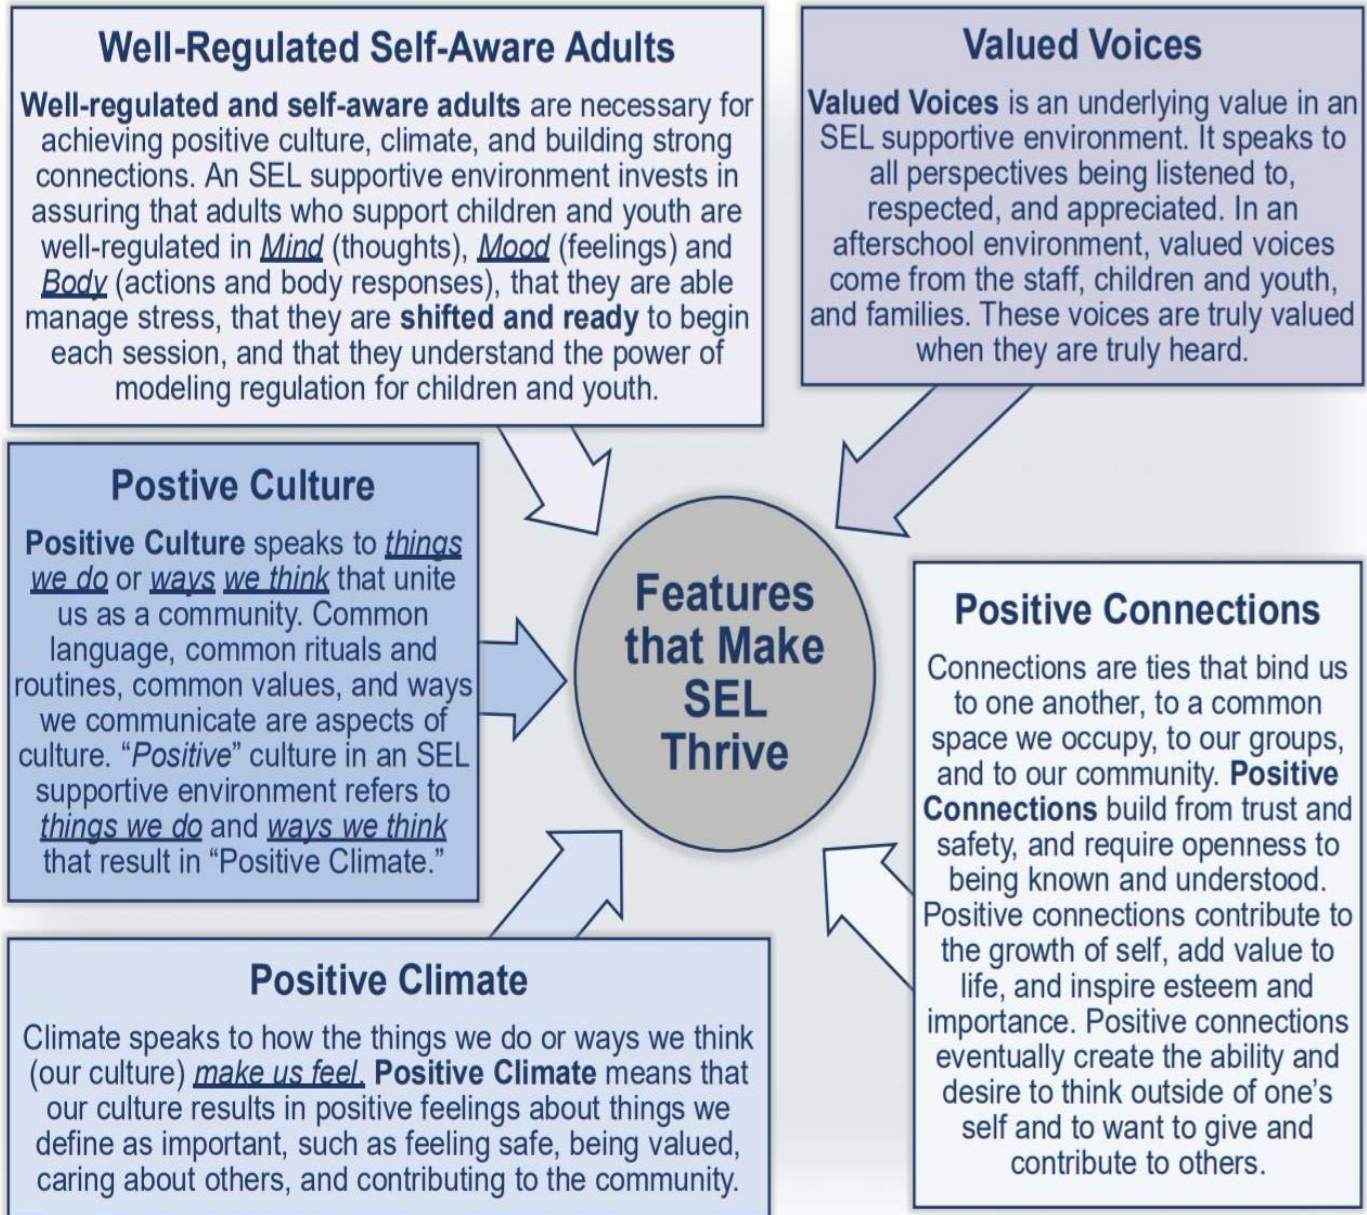 Well-Regulated Self-Aware Adults
Well-regulated and self-aware adults are necessary for
achieving positive culture, climate, and building strong
connections. An SEL supportive environment invests in
assuring that adults who support children and youth are
well-regulated in Mind (thoughts), Mood (feelings) and
Body (actions and body responses), that they are able
manage stress, that they are shifted and ready to begin
each session, and that they understand the power of
modeling regulation for children and youth.
Valued Voices
Valued Voices is an underlying value in an
SEL supportive environment. It speaks to
all perspectives being listened to,
respected, and appreciated. In an
afterschool environment, valued voices
come from the staff, children and youth,
and families. These voices are truly valued
when they are truly heard.
Postive Culture
Positive Culture speaks to things
we do or ways we think that unite
us as a community. Common
language, common rituals and
routines, common values, and ways
we communicate are aspects of
culture. “Positive” culture in an SEL
supportive environment refers to
things we do and ways we think
that result in “Positive Climate.”
Features
that Make
SEL
Thrive
Positive Connections
Connections are ties that bind us
to one another, to a common
space we occupy, to our groups,
and to our community. Positive
Connections build from trust and
safety, and require openness to
being known and understood.
Positive connections contribute to
the growth of self, add value to
life, and inspire esteem and
importance. Positive connections
eventually create the ability and
desire to think outside of one’s
self and to want to give and
contribute to others.
Positive Climate
Climate speaks to how the things we do or ways we think
(our culture) make us feel. Positive Climate means that
our culture results in positive feelings about things we
define as important, such as feeling safe, being valued,
caring about others, and contributing to the community.